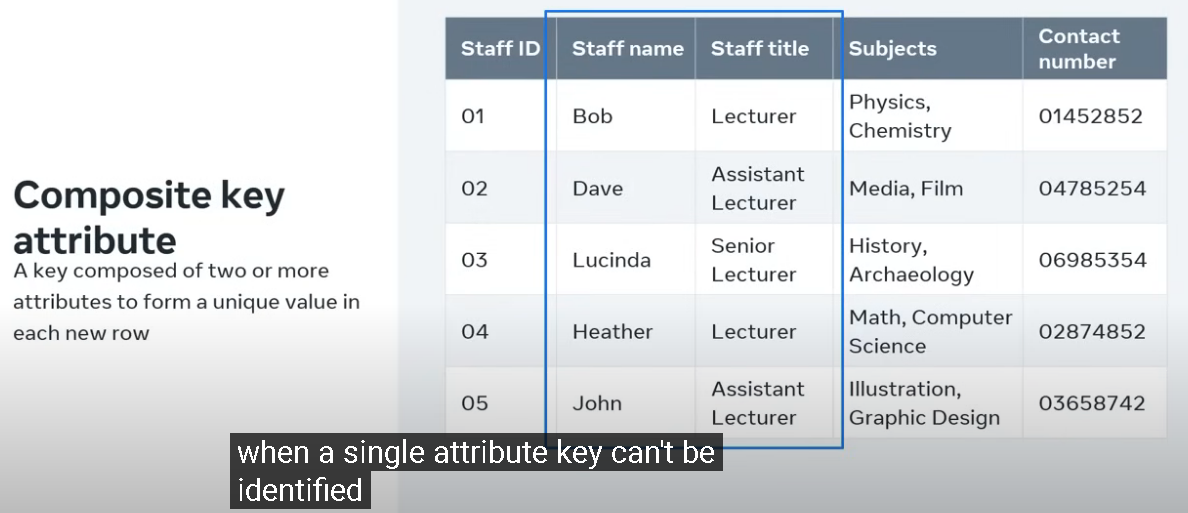 Composite key
attribute
A key composed of two or more
attributes to form a unique value in
each new row
Staff ID Staff name Staff title Subjects Contact number
01 Bob Lecturer Physics, Chemistry 01452852
02 Dave Assistant Lecturer Media, Film 04785254
03 Lucinda Senior Lecturer History, Archaeology 06985354
04 Heather Lecturer Math, Computer Science 02874852
05 John Assistant Lecturer Illustration, Graphic Design 03658742
when a single attribute key can't be
identified